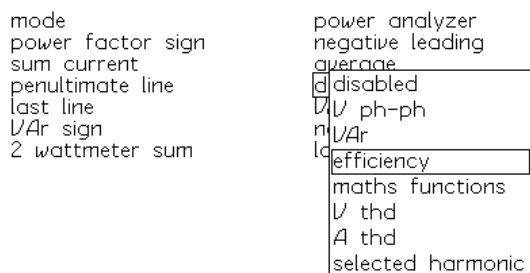 mode power analyzer
power factor sign negative leading
sum current average
penultimate line disabled
last line V ph-ph
VAr sign VAr
2 wattmeter sum efficiency
maths functions
V thd
A thd
selected harmonic